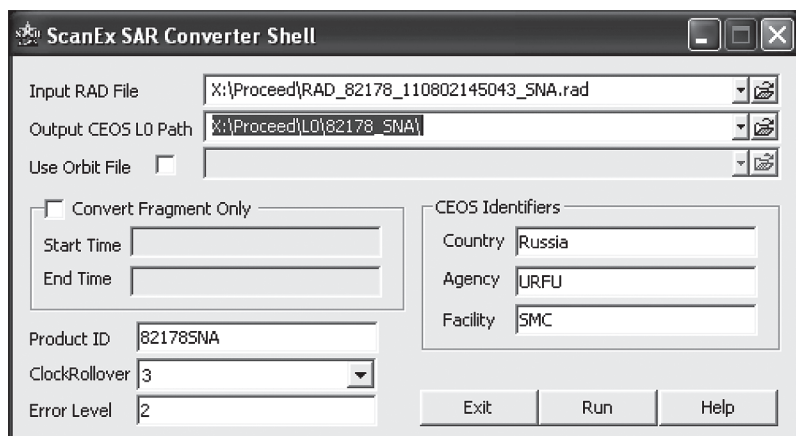 ScanEx SAR Converter Shell
Input RAD File X:\Proceed\RAD_82178_110802145043_SNA.rad
Output CEOS L0 Path X:\Proceed\L0\82178_SNA\
Use Orbit File
Convert Fragment Only
Start Time
End Time
CEOS Identifiers
Country Russia
Agency URFU
Facility SMC
Product ID 82178SNA
ClockRollover 3
Error Level 2
Exit Run Help